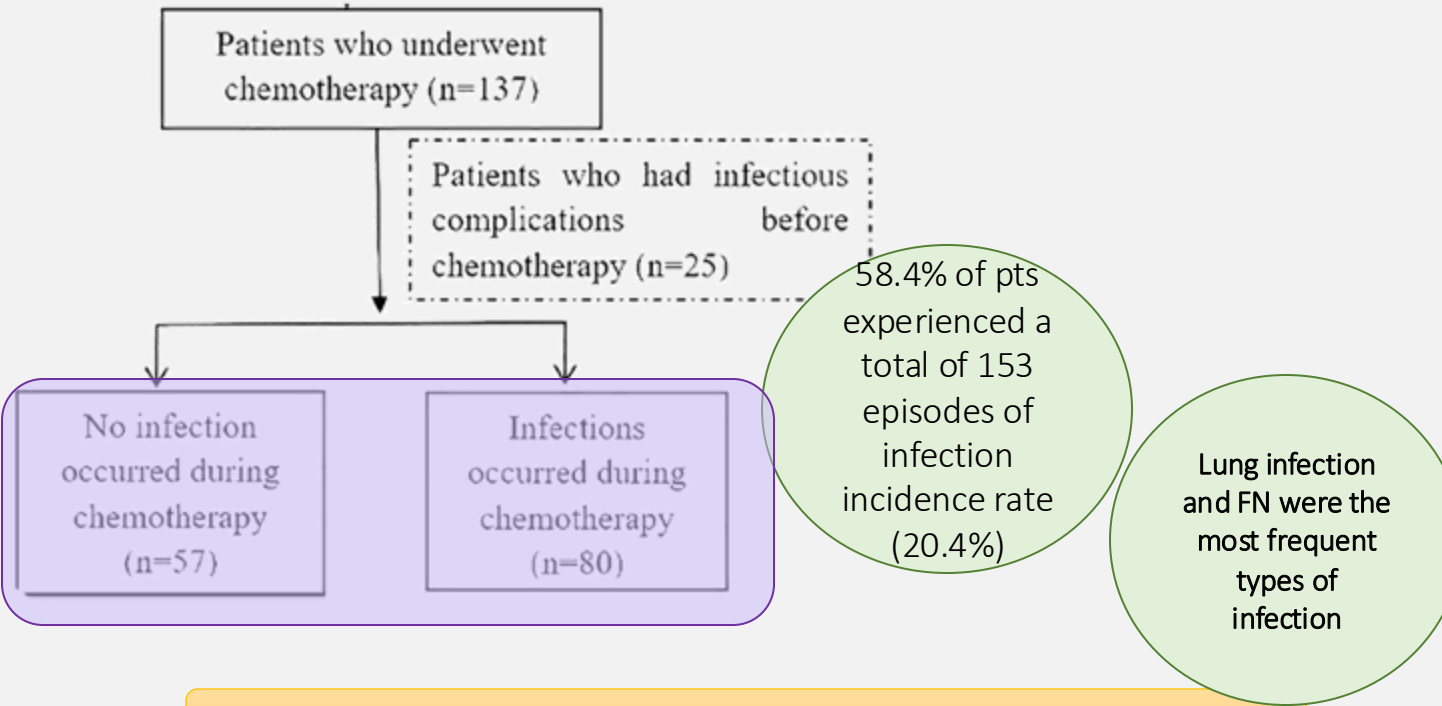 Patients who underwent
chemotherapy (n=137)
Patients who had infectious
complications before
chemotherapy (n=25)
No infection
occurred during
chemotherapy
(n=57)
Infections
occurred during
chemotherapy
(n=80)
58.4% of pts
experienced a
total of 153
episodes of
infection
incidence rate
(20.4%)
Lung infection
and FN were the
most frequent
types of
infection